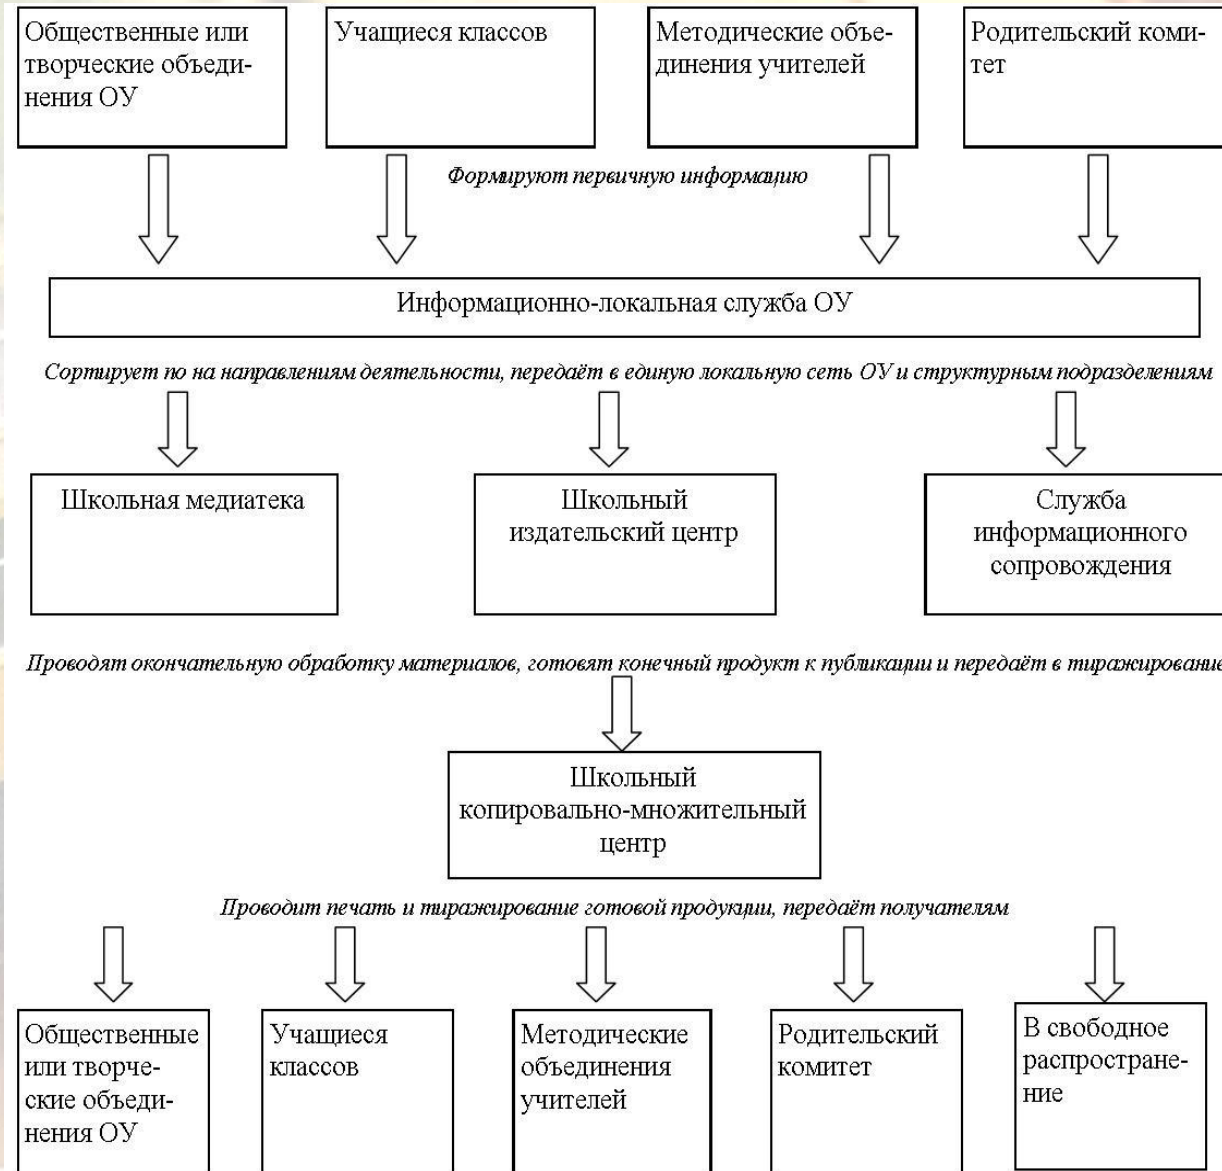 Общественные или
творческие объеди-
нения ОУ
Учащиеся классов
Методические объе-
динения учителей
Родительский коми-
тет
Формируют первичную информацию
Информационно-локальная служба ОУ
Сортирует по на направлениям деятельности, передаёт в единую локальную сеть ОУ и структурным подразделениям
Школьная медиатека
Школьный
издательский центр
Служба
информационного
сопровождения
Проводят окончательную обработку материалов, готовят конечный продукт к публикации и передаёт в тиражирование
Школьный
копировально-множительный
центр
Проводит печать и тиражирование готовой продукции, передаёт получателям
Общественные
или творче-
ские объеди-
нения ОУ
Учащиеся
классов
Методические
объединения
учителей
Родительский
комитет
В свободное
распростране-
ние